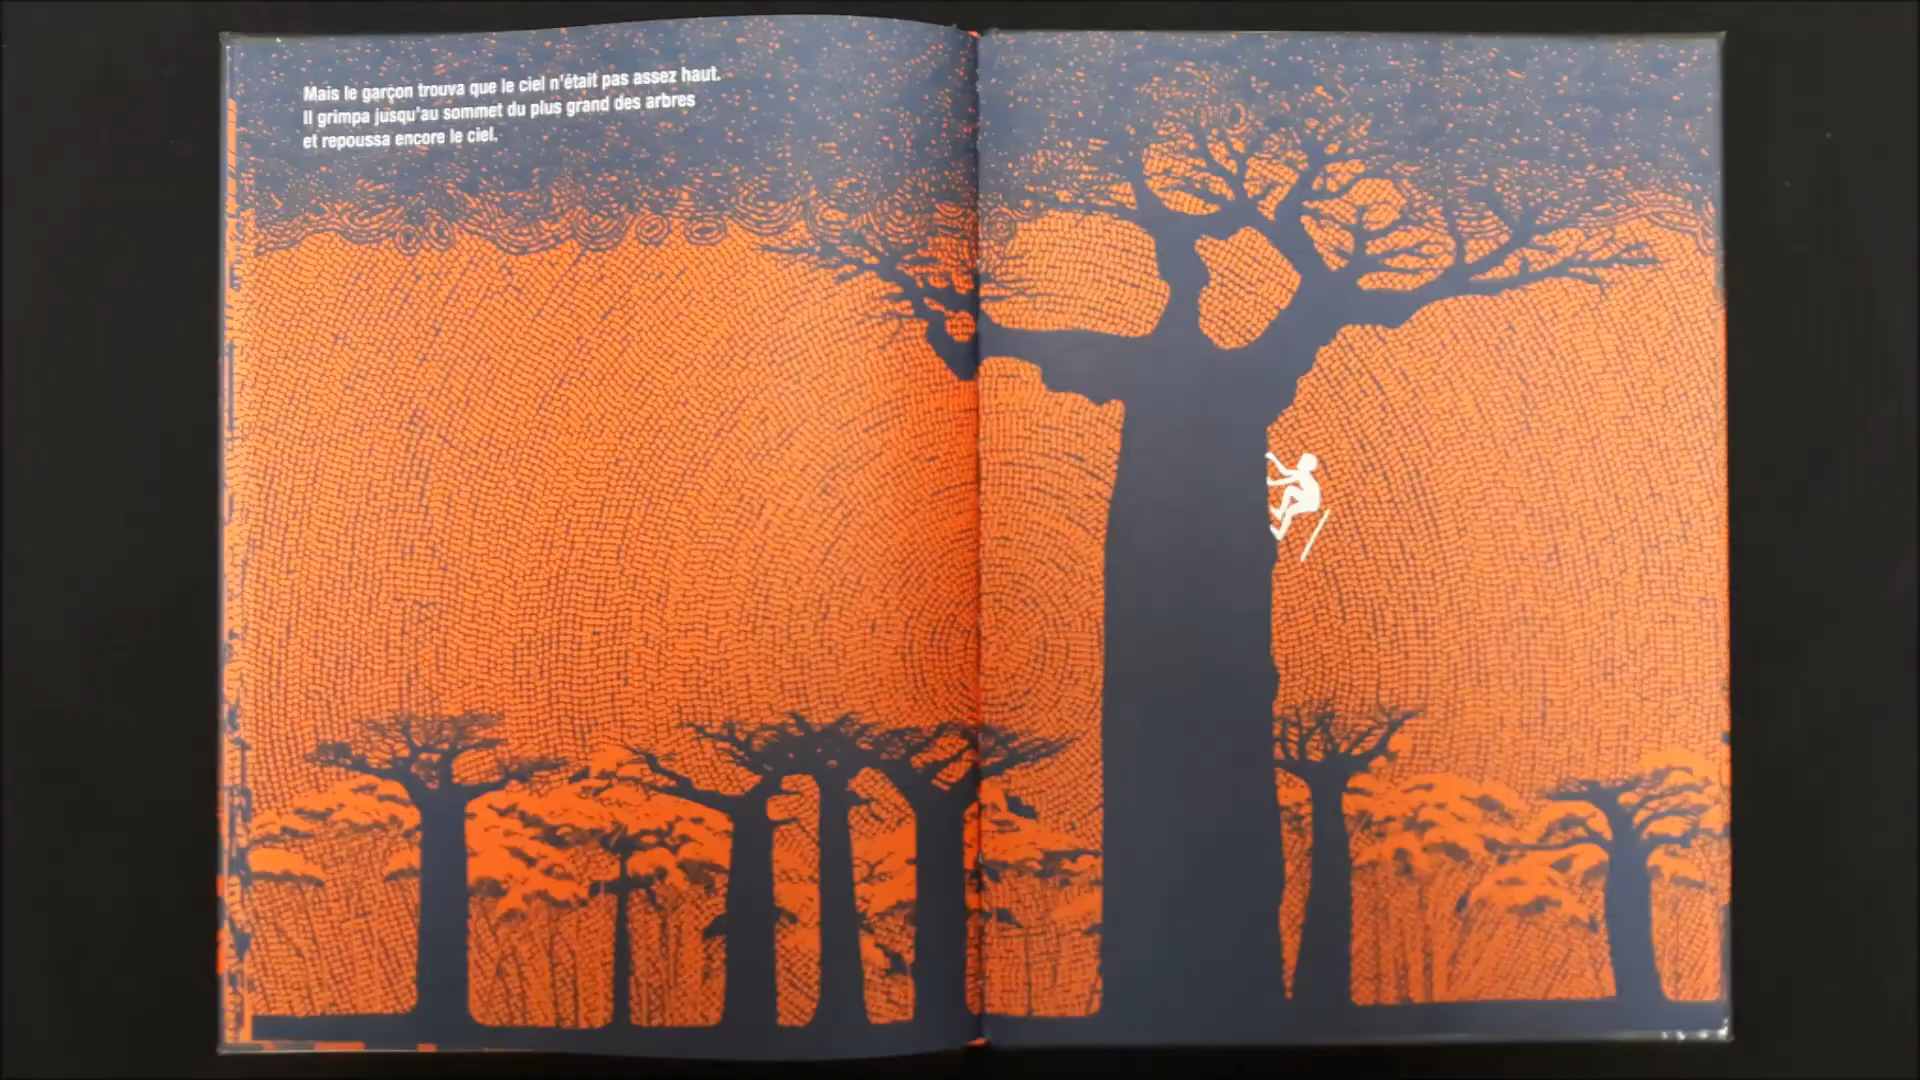 Mais le garçon trouva que le ciel n'était pas assez haut.
Il grimpa jusqu'au sommet du plus grand des arbres
et repoussa encore le ciel.